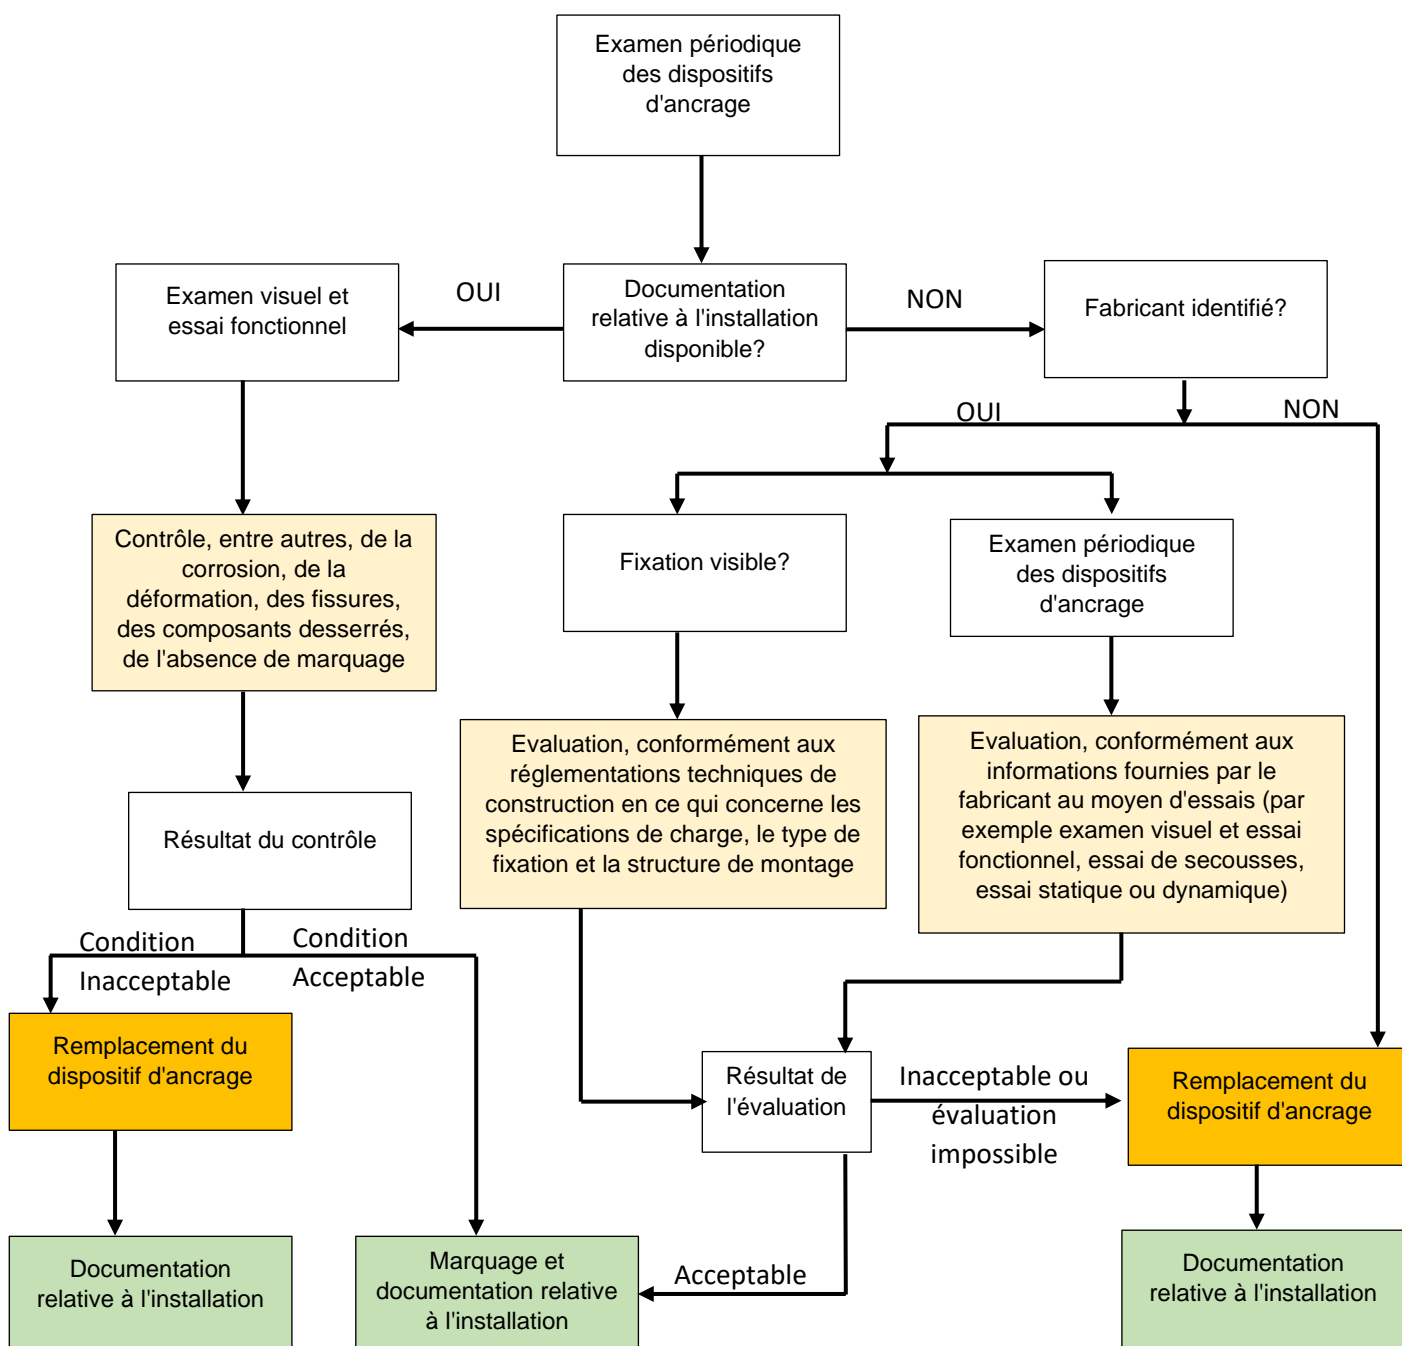 Examen périodique
des dispositifs
d'ancrage
Examen visuel et
essai fonctionnel
OUI
Documentation
relative à l'installation
disponible?
NON
Fabricant identifié?
OUI
NON
Contrôle, entre autres, de la
corrosion, de la
déformation, des fissures,
des composants desserrés,
de l'absence de marquage
Fixation visible?
Examen périodique
des dispositifs
d'ancrage
Evaluation, conformément aux
réglementations techniques de
construction en ce qui concerne les
spécifications de charge, le type de
fixation et la structure de montage
Evaluation, conformément aux
informations fournies par le
fabricant au moyen d'essais (par
exemple examen visuel et essai
fonctionnel, essai de secousses,
essai statique ou dynamique)
Résultat du contrôle
Condition
Inacceptable
Condition
Acceptable
Remplacement du
dispositif d'ancrage
Résultat de
l'évaluation
Inacceptable ou
évaluation
impossible
Remplacement du
dispositif d'ancrage
Documentation
relative à l'installation
Marquage et
documentation relative
à l'installation
Acceptable
Documentation
relative à l'installation